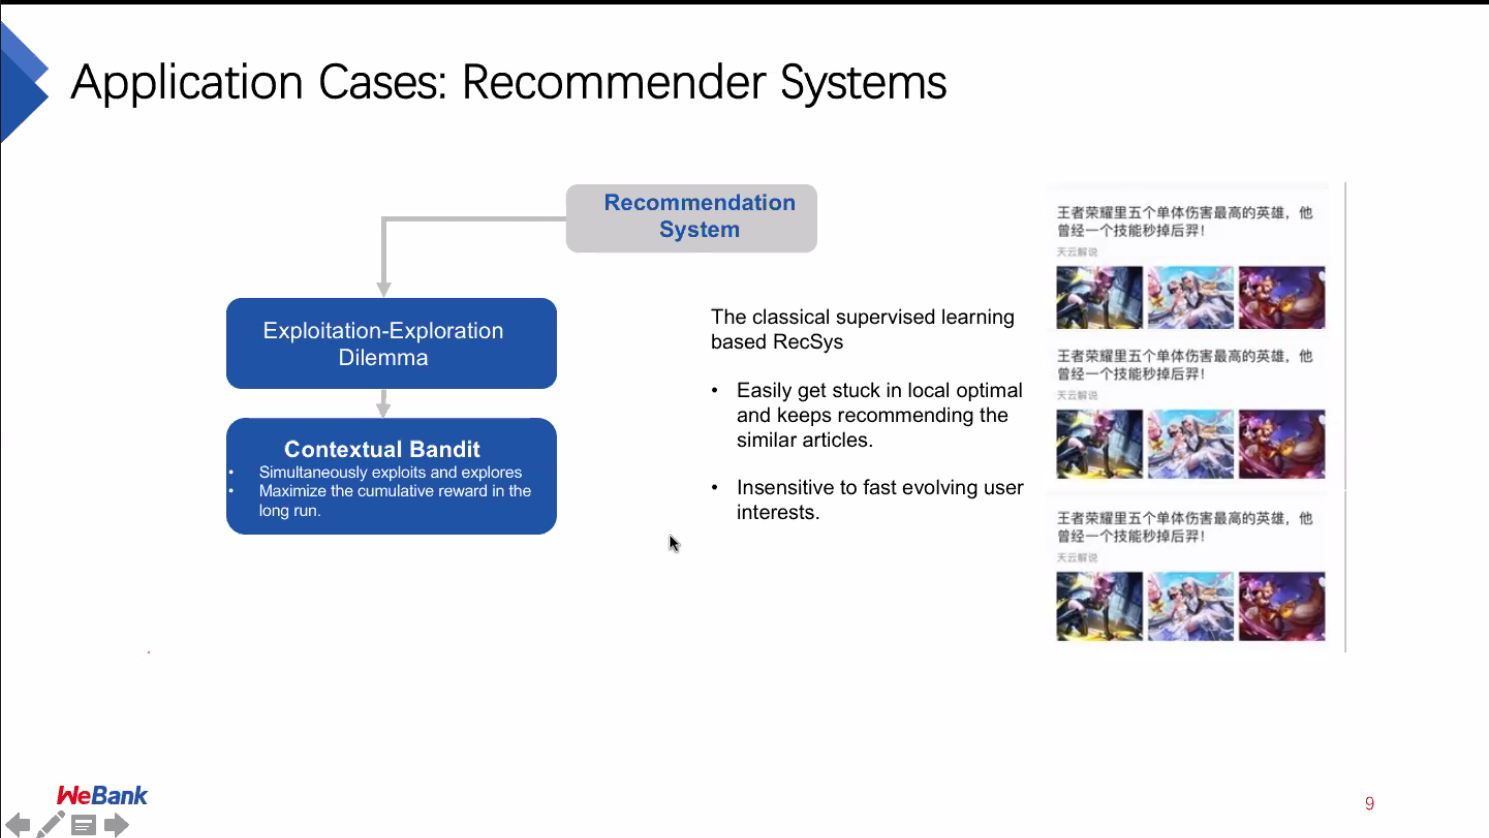 Application Cases: Recommender Systems
Recommendation
System
Exploitation-Exploration
Dilemma
Contextual Bandit
• Simultaneously exploits and explores
• Maximize the cumulative reward in the
long run.
The classical supervised learning
based RecSys
• Easily get stuck in local optimal
and keeps recommending the
similar articles.
• Insensitive to fast evolving user
interests.
王者荣耀里五个单体伤害最高的英雄，他
曾经一个技能秒掉后羿！
天云解说
王者荣耀里五个单体伤害最高的英雄，他
曾经一个技能秒掉后羿！
天云解说
王者荣耀里五个单体伤害最高的英雄，他
曾经一个技能秒掉后羿！
天云解说
WeBank
9